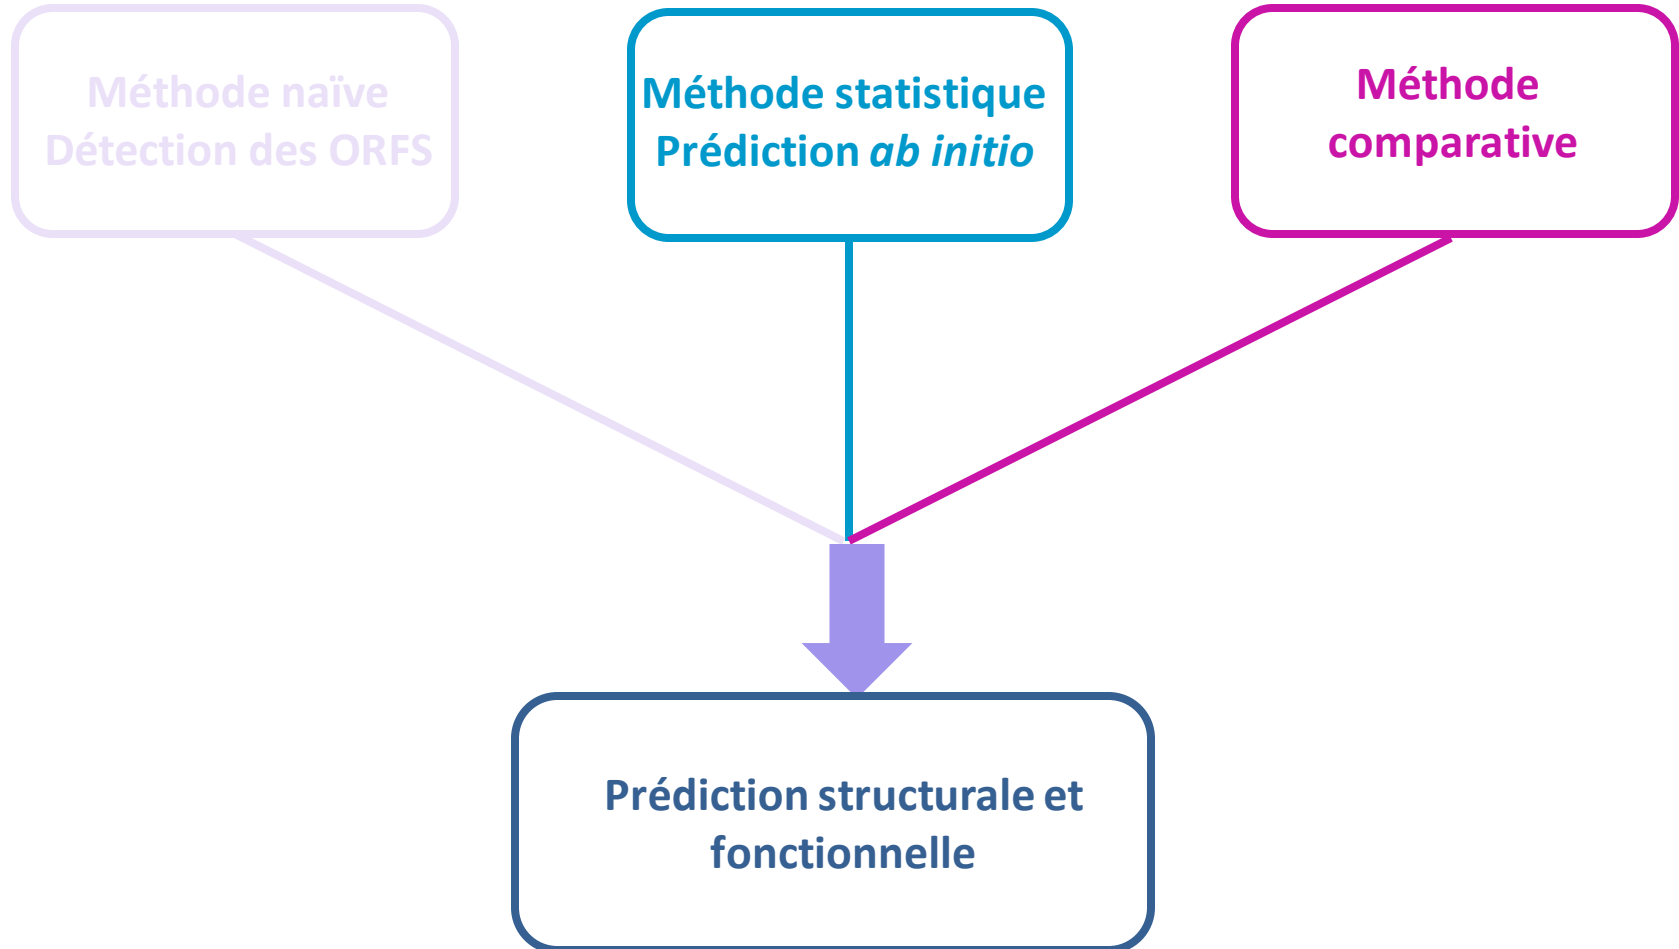 Méthode naïve
Détection des ORFS
Méthode statistique
Prédiction ab initio
Méthode
comparative
Prédiction structurale et
fonctionnelle